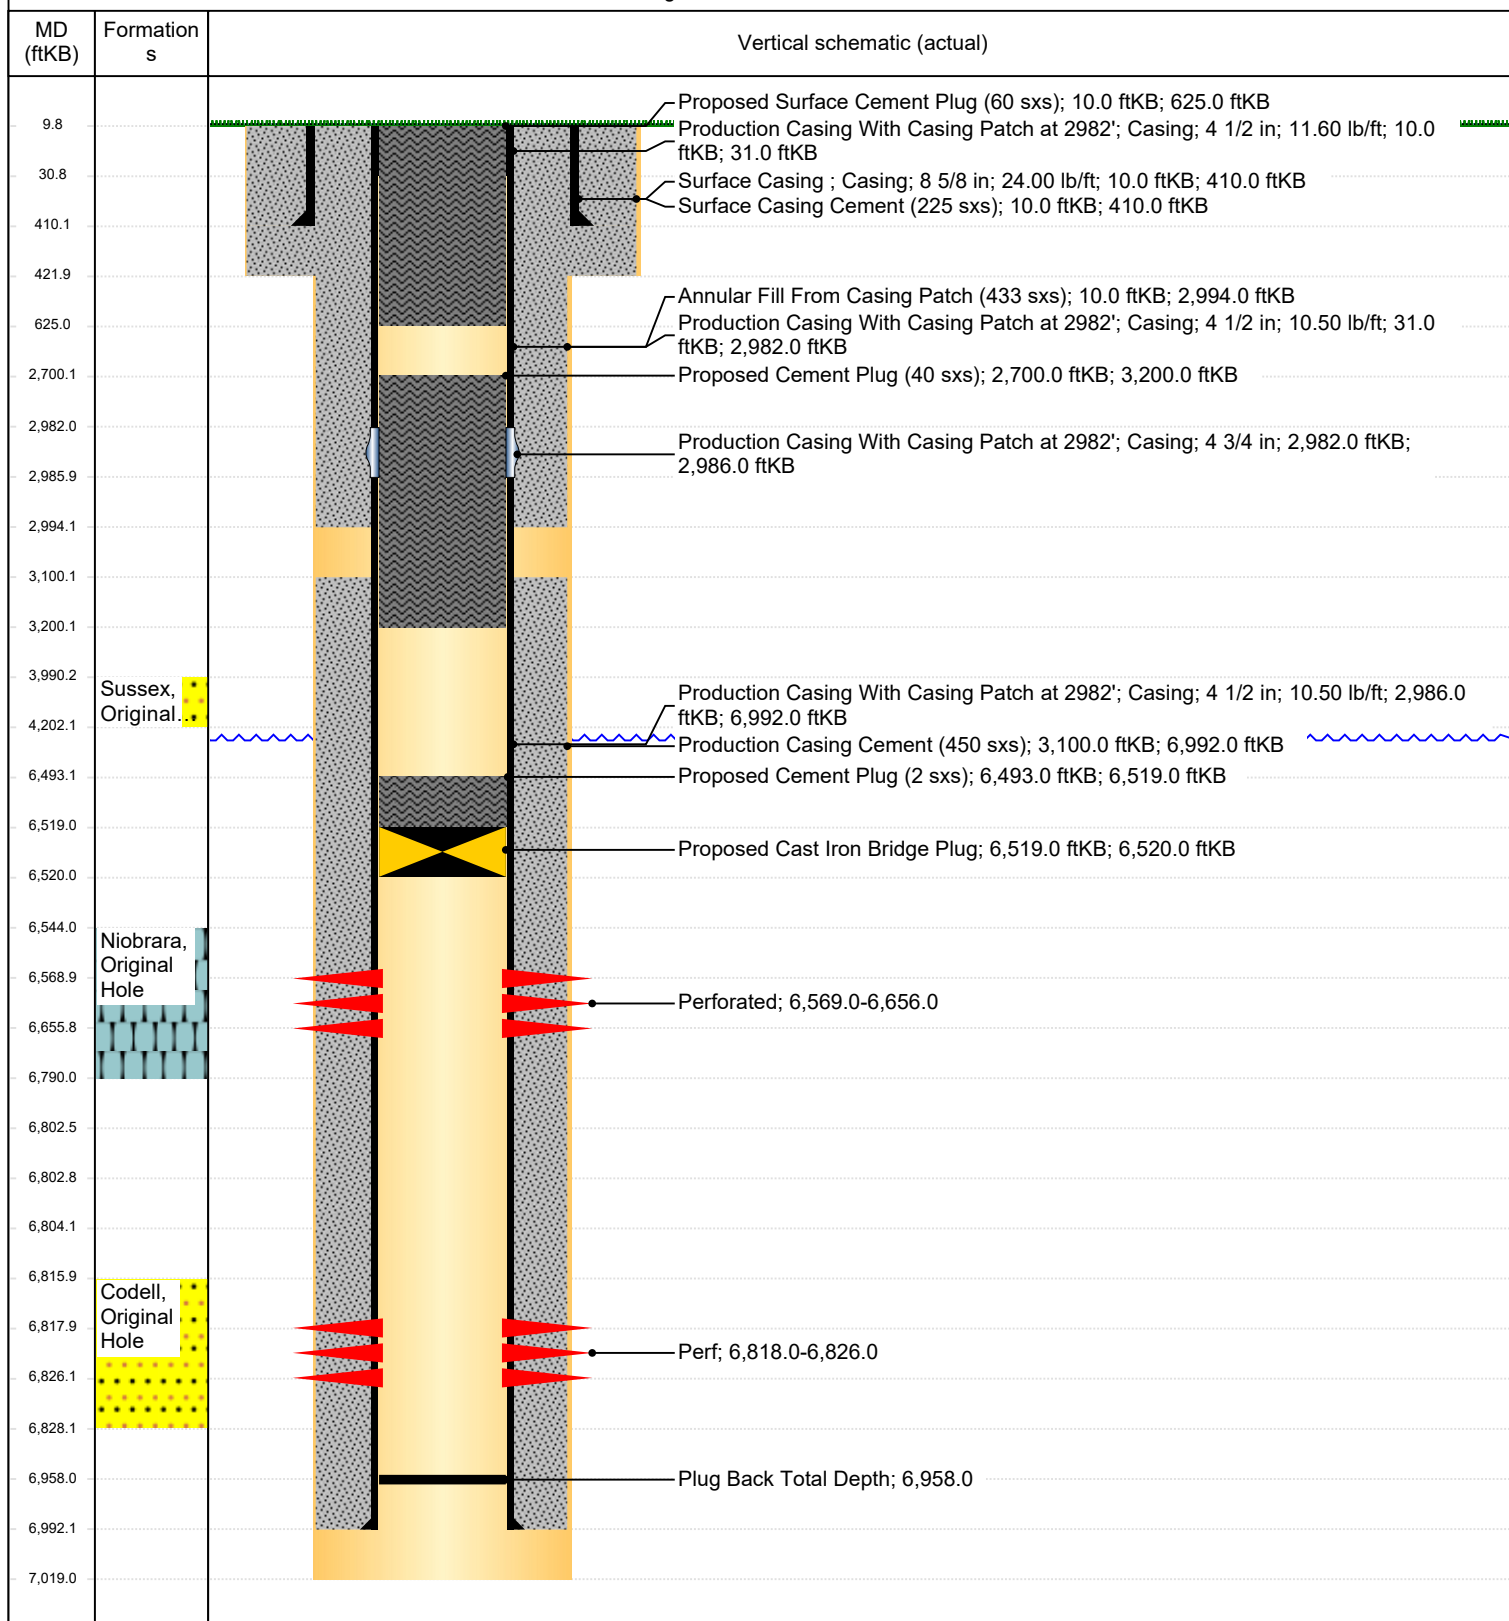 MD
(ftKB)
Formation
s
Vertical schematic (actual)
9.8
30.8
410.1
421.9
625.0
2,700.1
2,982.0
2,985.9
2,994.1
3,100.1
3,200.1
3,990.2
4,202.1
6,493.1
6,519.0
6,520.0
6,544.0
6,568.9
6,655.8
6,790.0
6,802.5
6,802.8
6,804.1
6,815.9
6,817.9
6,826.1
6,828.1
6,958.0
6,992.1
7,019.0
Sussex,
Original...
Niobrara,
Original
Hole
Codell,
Original
Hole
Proposed Surface Cement Plug (60 sxs); 10.0 ftKB; 625.0 ftKB
Production Casing With Casing Patch at 2982'; Casing; 4 1/2 in; 11.60 lb/ft; 10.0
ftKB; 31.0 ftKB
Surface Casing ; Casing; 8 5/8 in; 24.00 lb/ft; 10.0 ftKB; 410.0 ftKB
Surface Casing Cement (225 sxs); 10.0 ftKB; 410.0 ftKB
Annular Fill From Casing Patch (433 sxs); 10.0 ftKB; 2,994.0 ftKB
Production Casing With Casing Patch at 2982'; Casing; 4 1/2 in; 10.50 lb/ft; 31.0
ftKB; 2,982.0 ftKB
Proposed Cement Plug (40 sxs); 2,700.0 ftKB; 3,200.0 ftKB
Production Casing With Casing Patch at 2982'; Casing; 4 3/4 in; 2,982.0 ftKB;
2,986.0 ftKB
Production Casing With Casing Patch at 2982'; Casing; 4 1/2 in; 10.50 lb/ft; 2,986.0
ftKB; 6,992.0 ftKB
Production Casing Cement (450 sxs); 3,100.0 ftKB; 6,992.0 ftKB
Proposed Cement Plug (2 sxs); 6,493.0 ftKB; 6,519.0 ftKB
Proposed Cast Iron Bridge Plug; 6,519.0 ftKB; 6,520.0 ftKB
Perforated; 6,569.0-6,656.0
Perf; 6,818.0-6,826.0
Plug Back Total Depth; 6,958.0